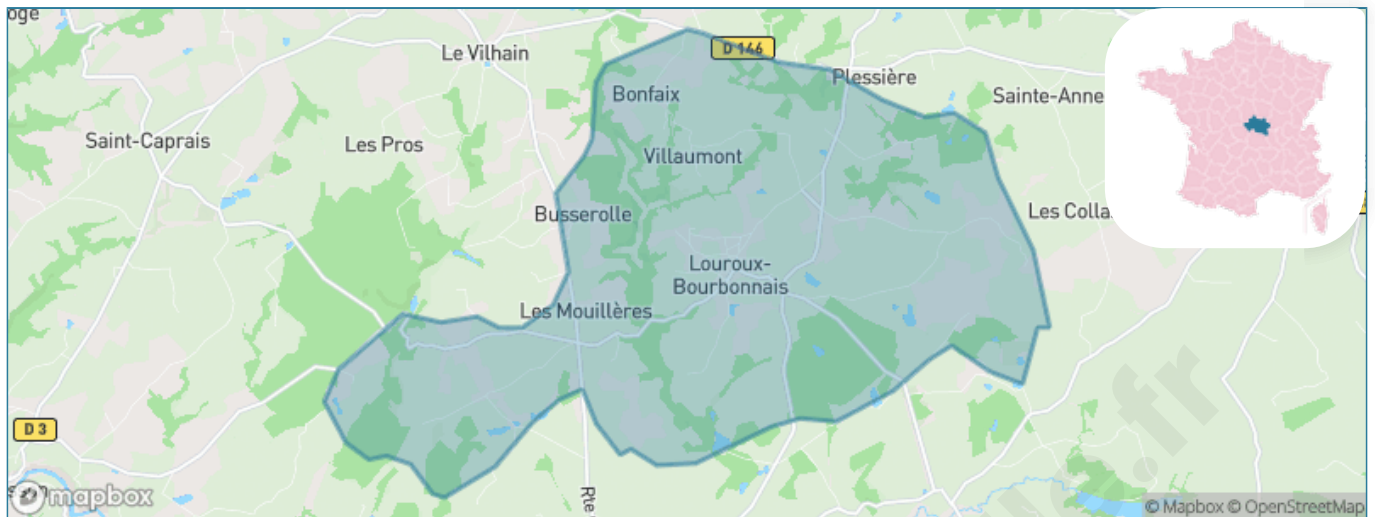 oge
Le Vilhain
D 146
Plessière
Bonfaix
Sainte-Anne
Saint-Caprais
Les Pros
Villaumont
Busserolle
Les Colla
Louroux-
Bourbonnais
Les Mouillères
D 3
.fr
Rte
mapbox
© Mapbox © OpenStreetMap